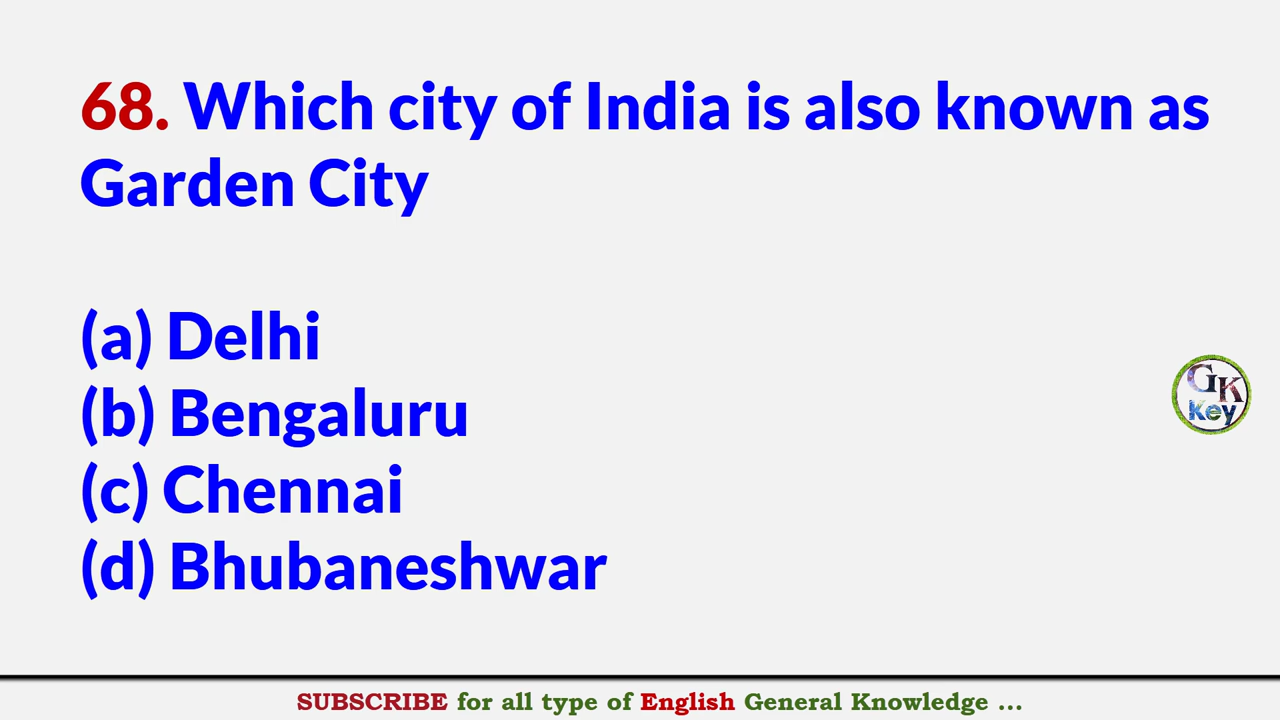 68. Which city of India is also known as
Garden City
(a) Delhi
(b) Bengaluru
(c) Chennai
(d) Bhubaneshwar
GK
Key
SUBSCRIBE for all type of English General Knowledge ...